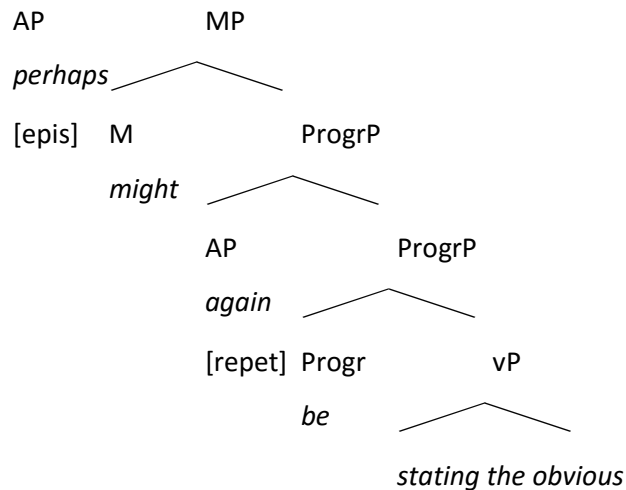 AP MP
perhaps
[epis] M ProgrP
might
AP ProgrP
again
[repet] Progr vP
be
stating the obvious